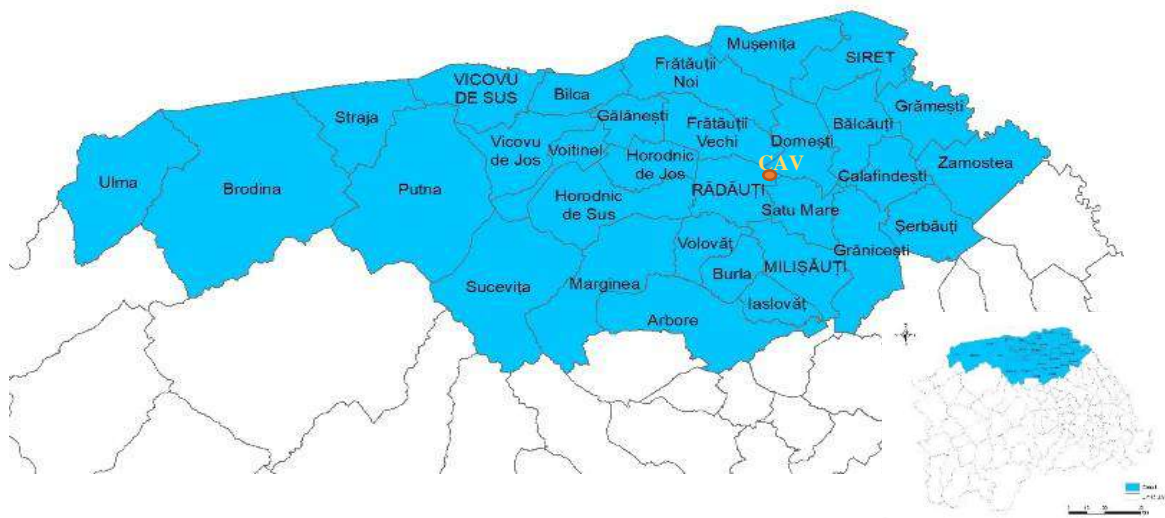 Mușenița
SIRET
Frătăuții
Noi
VICOVU
DE SUS
Bilca
Grămești
Straja
Gălănești
Frătăuții
Vechi
Bălcăuți
Dornești
Vicovu
de Jos
Voitinel
Horodnic
de Jos
CAV
Zamostea
Ulma
Brodina
Putna
RĂDĂUȚI
Calafindești
Horodnic
de Sus
Satu Mare
Șerbăuți
Volovăț
Grănicești
Burla
MILIȘĂUȚI
Sucevița
Marginea
Iaslovăț
Arbore